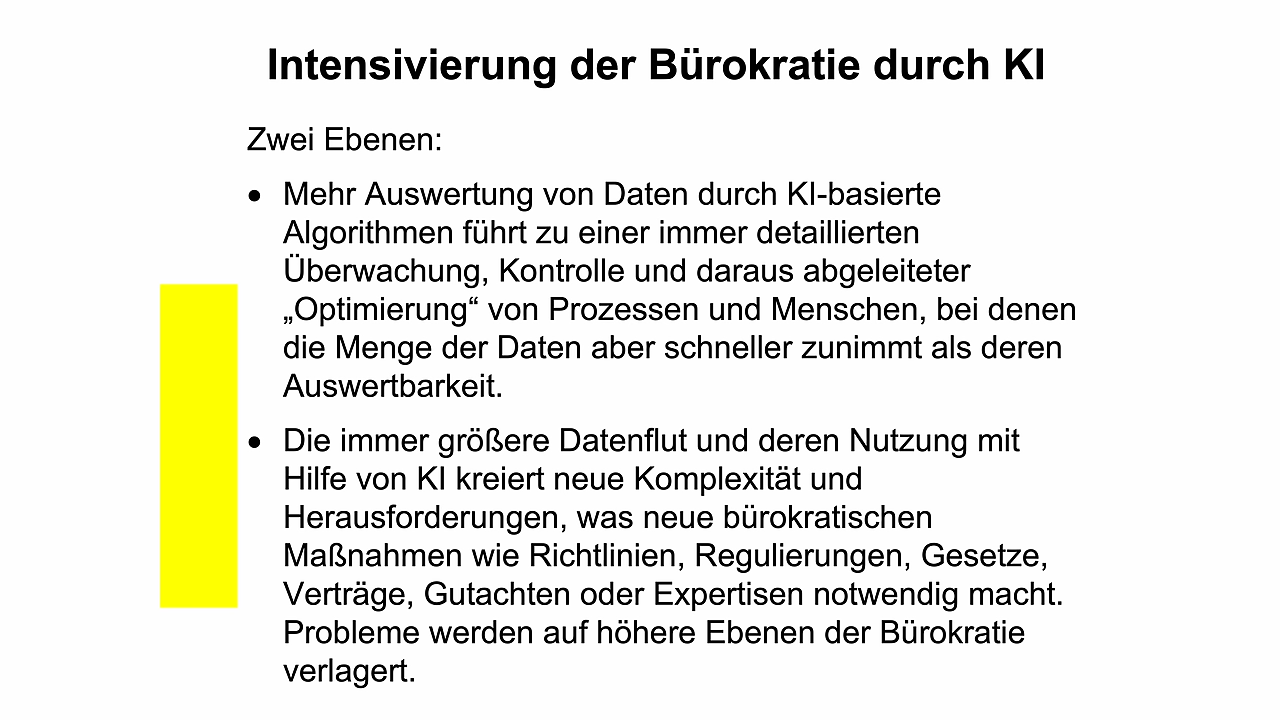 Intensivierung der Bürokratie durch KI
Zwei Ebenen:
• Mehr Auswertung von Daten durch KI-basierte
Algorithmen führt zu einer immer detaillierten
Überwachung, Kontrolle und daraus abgeleiteter
„Optimierung“ von Prozessen und Menschen, bei denen
die Menge der Daten aber schneller zunimmt als deren
Auswertbarkeit.
• Die immer größere Datenflut und deren Nutzung mit
Hilfe von KI kreiert neue Komplexität und
Herausforderungen, was neue bürokratischen
Maßnahmen wie Richtlinien, Regulierungen, Gesetze,
Verträge, Gutachten oder Expertisen notwendig macht.
Probleme werden auf höhere Ebenen der Bürokratie
verlagert.